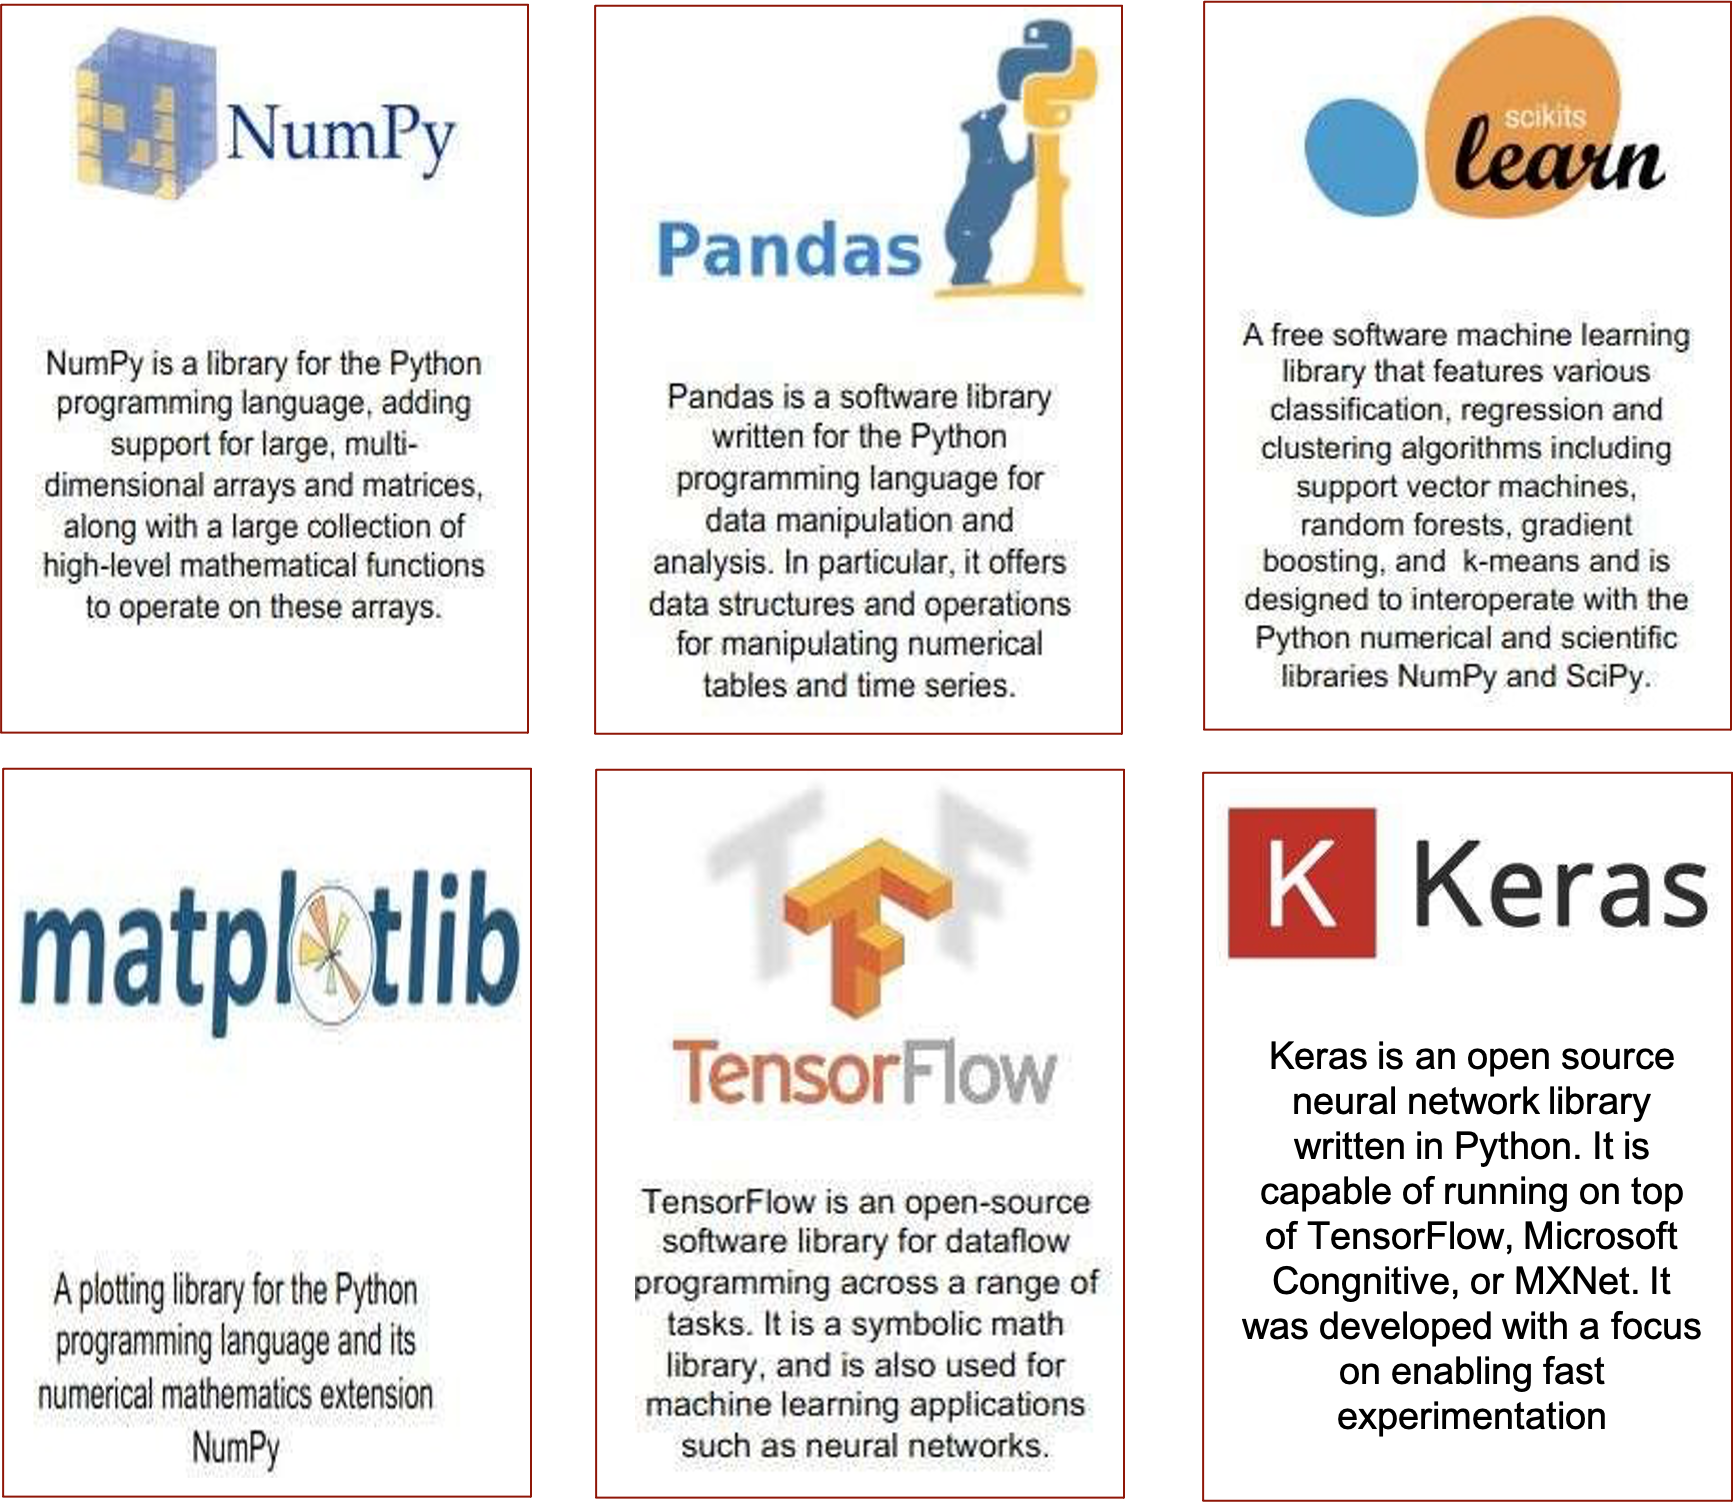 NumPy
NumPy is a library for the Python
programming language, adding
support for large, multi-
dimensional arrays and matrices,
along with a large collection of
high-level mathematical functions
to operate on these arrays.
Pandas
Pandas is a software library
written for the Python
programming language for
data manipulation and
analysis. In particular, it offers
data structures and operations
for manipulating numerical
tables and time series.
scikits
learn
A free software machine learning
library that features various
classification, regression and
clustering algorithms including
support vector machines,
random forests, gradient
boosting, and k-means and is
designed to interoperate with the
Python numerical and scientific
libraries NumPy and SciPy.
matplotlib
A plotting library for the Python
programming language and its
numerical mathematics extension
NumPy
TF
TensorFlow
TensorFlow is an open-source
software library for dataflow
programming across a range of
tasks. It is a symbolic math
library, and is also used for
machine learning applications
such as neural networks.
K Keras
Keras is an open source
neural network library
written in Python. It is
capable of running on top
of TensorFlow, Microsoft
Congnitive, or MXNet. It
was developed with a focus
on enabling fast
experimentation